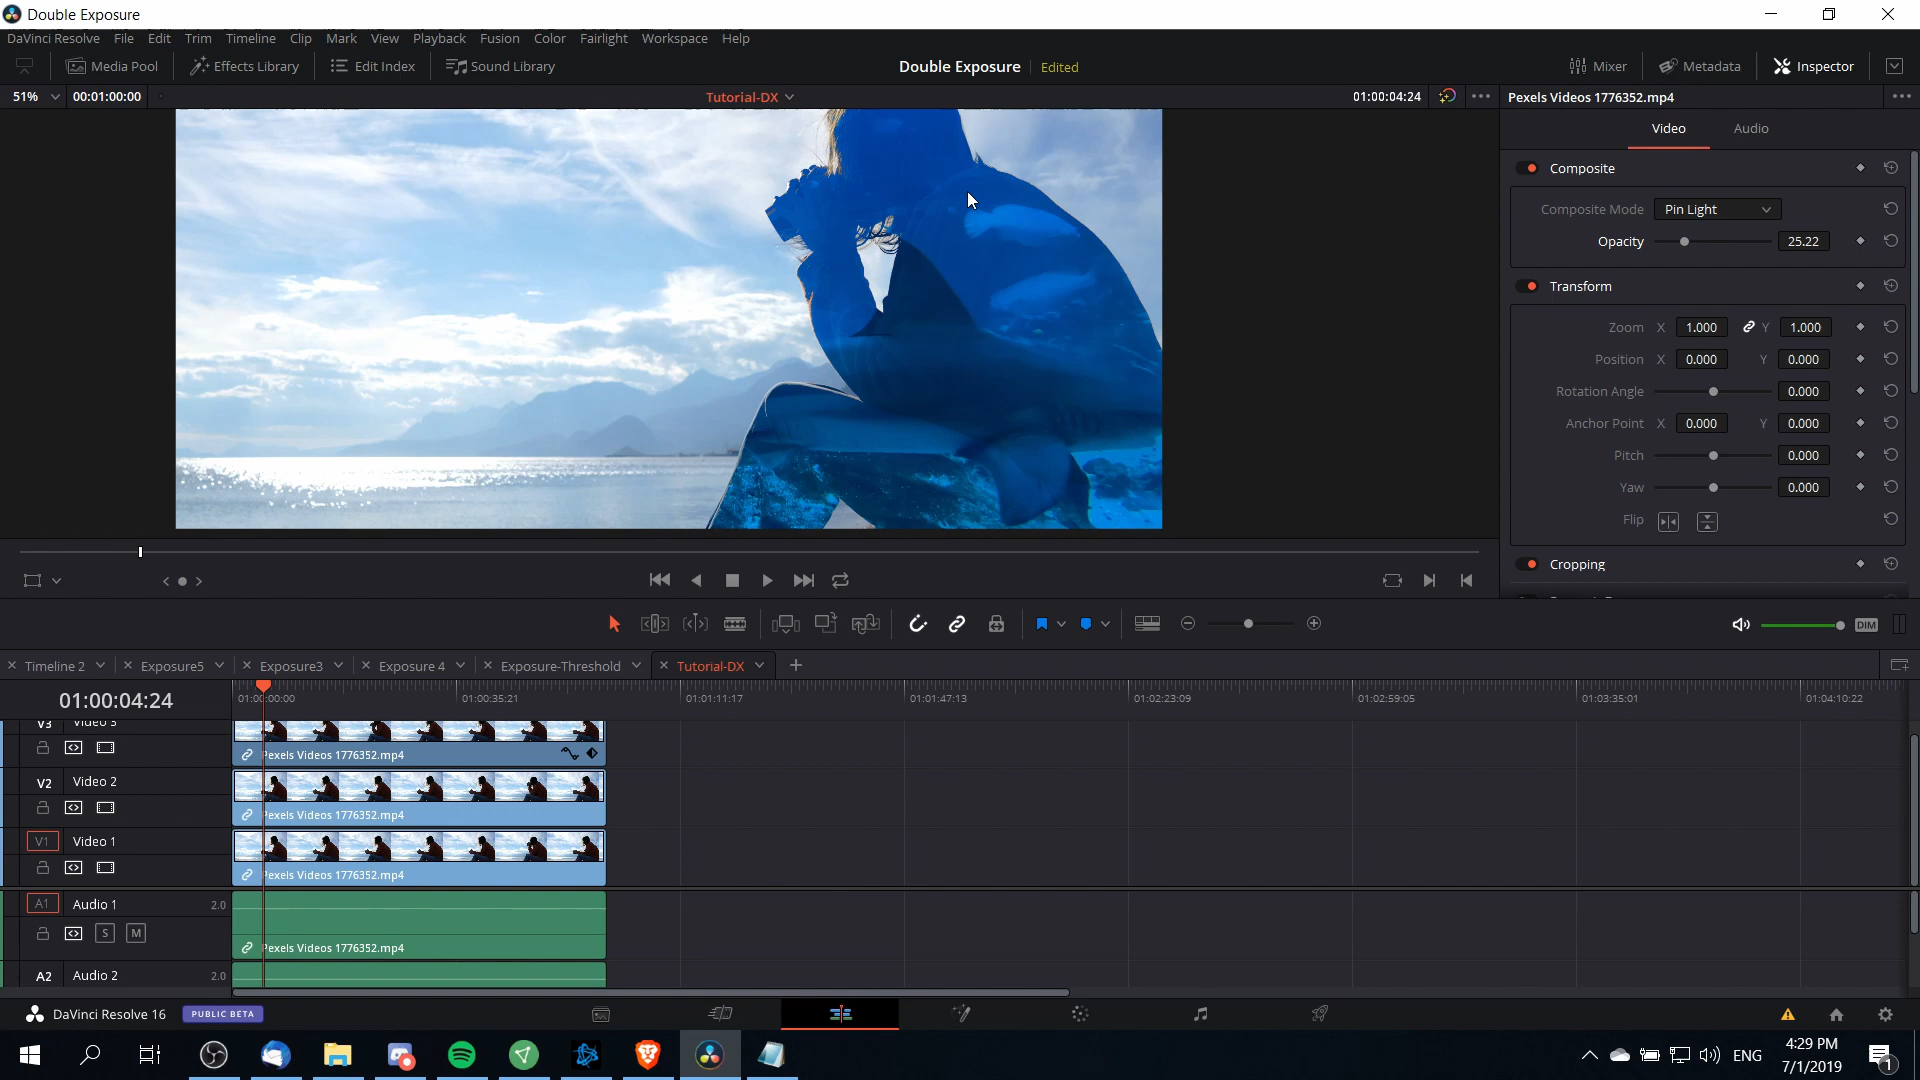 Double Exposure
DaVinci Resolve File Edit Trim Timeline Clip Mark View Playback Fusion Color Fairlight Workspace Help
Media Pool Effects Library Edit Index Sound Library Double Exposure Edited Mixer Metadata Inspector
51% 00:01:00:00 Tutorial-DX 01:00:04:24 Pexels Videos 1776352.mp4
Video Audio
Composite
Composite Mode Pin Light
Opacity 25.22
Transform
Zoom X 1.000 Y 1.000
Position X 0.000 Y 0.000
Rotation Angle 0.000
Anchor Point X 0.000 Y 0.000
Pitch 0.000
Yaw 0.000
Flip
Cropping
DIM
Timeline 2 Exposure5 Exposure3 Exposure 4 Exposure-Threshold Tutorial-DX
01:00:04:24 01:00:00:00 01:00:35:21 01:01:11:17 01:01:47:13 01:02:23:09 01:02:59:05 01:03:35:01 01:04:10:22
V3 Video 3
Pexels Videos 1776352.mp4
V2 Video 2
Pexels Videos 1776352.mp4
V1 Video 1
Pexels Videos 1776352.mp4
A1 Audio 1 2.0
S M
Pexels Videos 1776352.mp4
A2 Audio 2 2.0
DaVinci Resolve 16 PUBLIC BETA
ENG 4:29 PM
7/1/2019
1